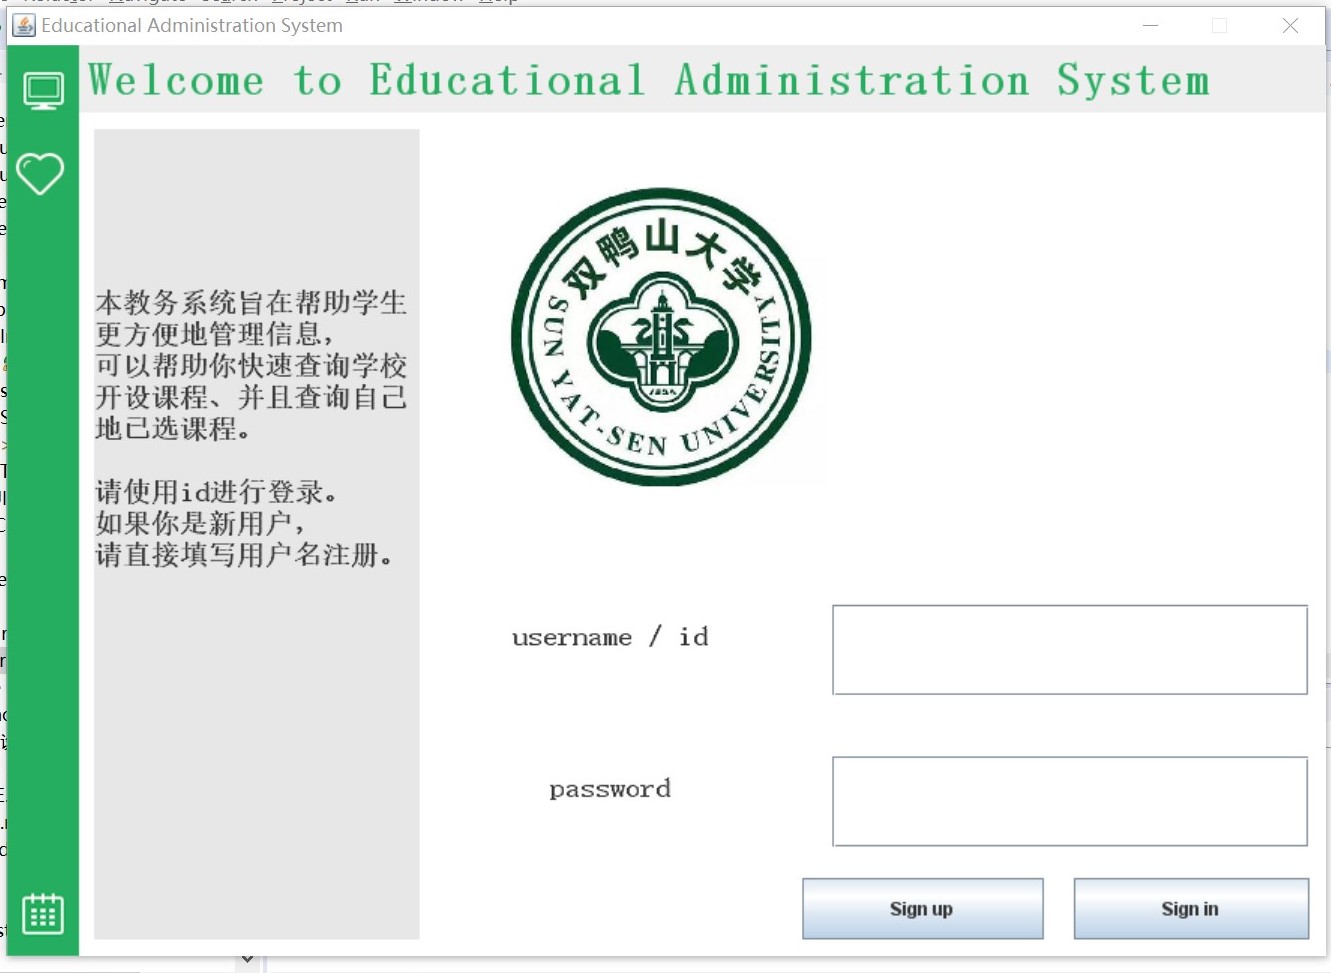 Educational Administration System
Welcome to Educational Administration System
本教务系统旨在帮助学生
更方便地管理信息，
可以帮助你快速查询学校
开设课程、并且查询自己
地已选课程。
请使用id进行登录。
如果你是新用户，
请直接填写用户名注册。
双鸭山大学
SUN YAT-SEN UNIVERSITY
1924
username / id
password
Sign up
Sign in